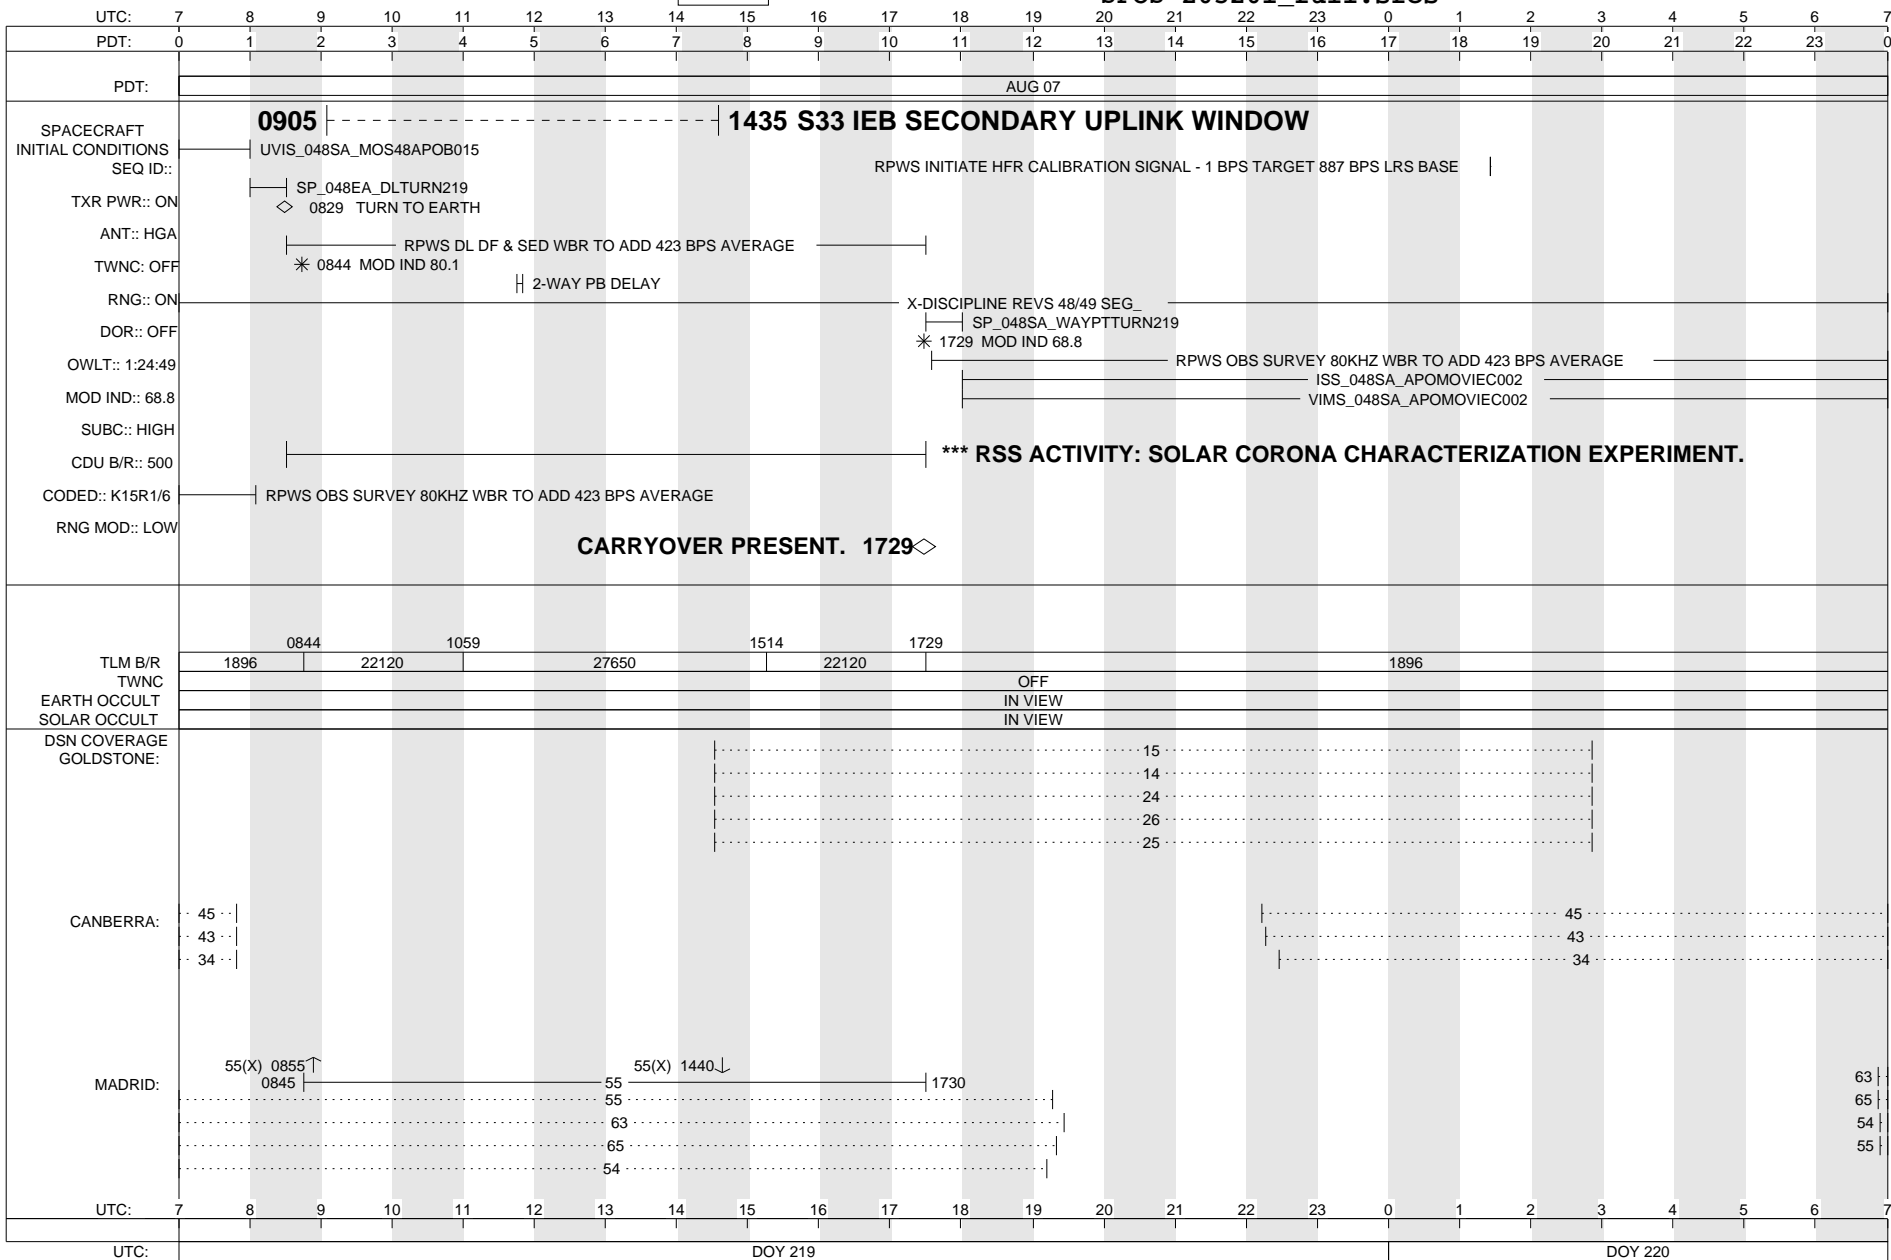 UTC: 7 8 9 10 11 12 13 14 15 16 17 18 19 20 21 22 23 0 1 2 3 4 5 6 7
PDT: 0 1 2 3 4 5 6 7 8 9 10 11 12 13 14 15 16 17 18 19 20 21 22 23 0
PDT: AUG 07
0905 1435 S33 IEB SECONDARY UPLINK WINDOW
SPACECRAFT
INITIAL CONDITIONS UVIS_048SA_MOS48APOB015
SEQ ID:: RPWS INITIATE HFR CALIBRATION SIGNAL - 1 BPS TARGET 887 BPS LRS BASE
SP_048EA_DLTURN219
TXR PWR:: ON 0829 TURN TO EARTH
ANT:: HGA
RPWS DL DF & SED WBR TO ADD 423 BPS AVERAGE
TWNC: OFF 0844 MOD IND 80.1
2-WAY PB DELAY
RNG:: ON X-DISCIPLINE REVS 48/49 SEG_
SP_048SA_WAYPTTURN219
DOR:: OFF
1729 MOD IND 68.8
OWLT:: 1:24:49 RPWS OBS SURVEY 80KHZ WBR TO ADD 423 BPS AVERAGE
ISS_048SA_APOMOVIEC002
MOD IND:: 68.8 VIMS_048SA_APOMOVIEC002
SUBC:: HIGH
*** RSS ACTIVITY: SOLAR CORONA CHARACTERIZATION EXPERIMENT.
CDU B/R:: 500
CODED:: K15R1/6 RPWS OBS SURVEY 80KHZ WBR TO ADD 423 BPS AVERAGE
RNG MOD:: LOW
CARRYOVER PRESENT. 1729
0844 1059 1514 1729
TLM B/R 1896 22120 27650 22120 1896
TWNC OFF
EARTH OCCULT IN VIEW
SOLAR OCCULT IN VIEW
DSN COVERAGE
GOLDSTONE: 15
14
24
26
25
CANBERRA: 45 45
43 43
34 34
55(X) 0855 55(X) 1440
MADRID: 0845 55 1730 63
55 65
63 54
65 55
54
UTC: 7 8 9 10 11 12 13 14 15 16 17 18 19 20 21 22 23 0 1 2 3 4 5 6 7
UTC: DOY 219 DOY 220